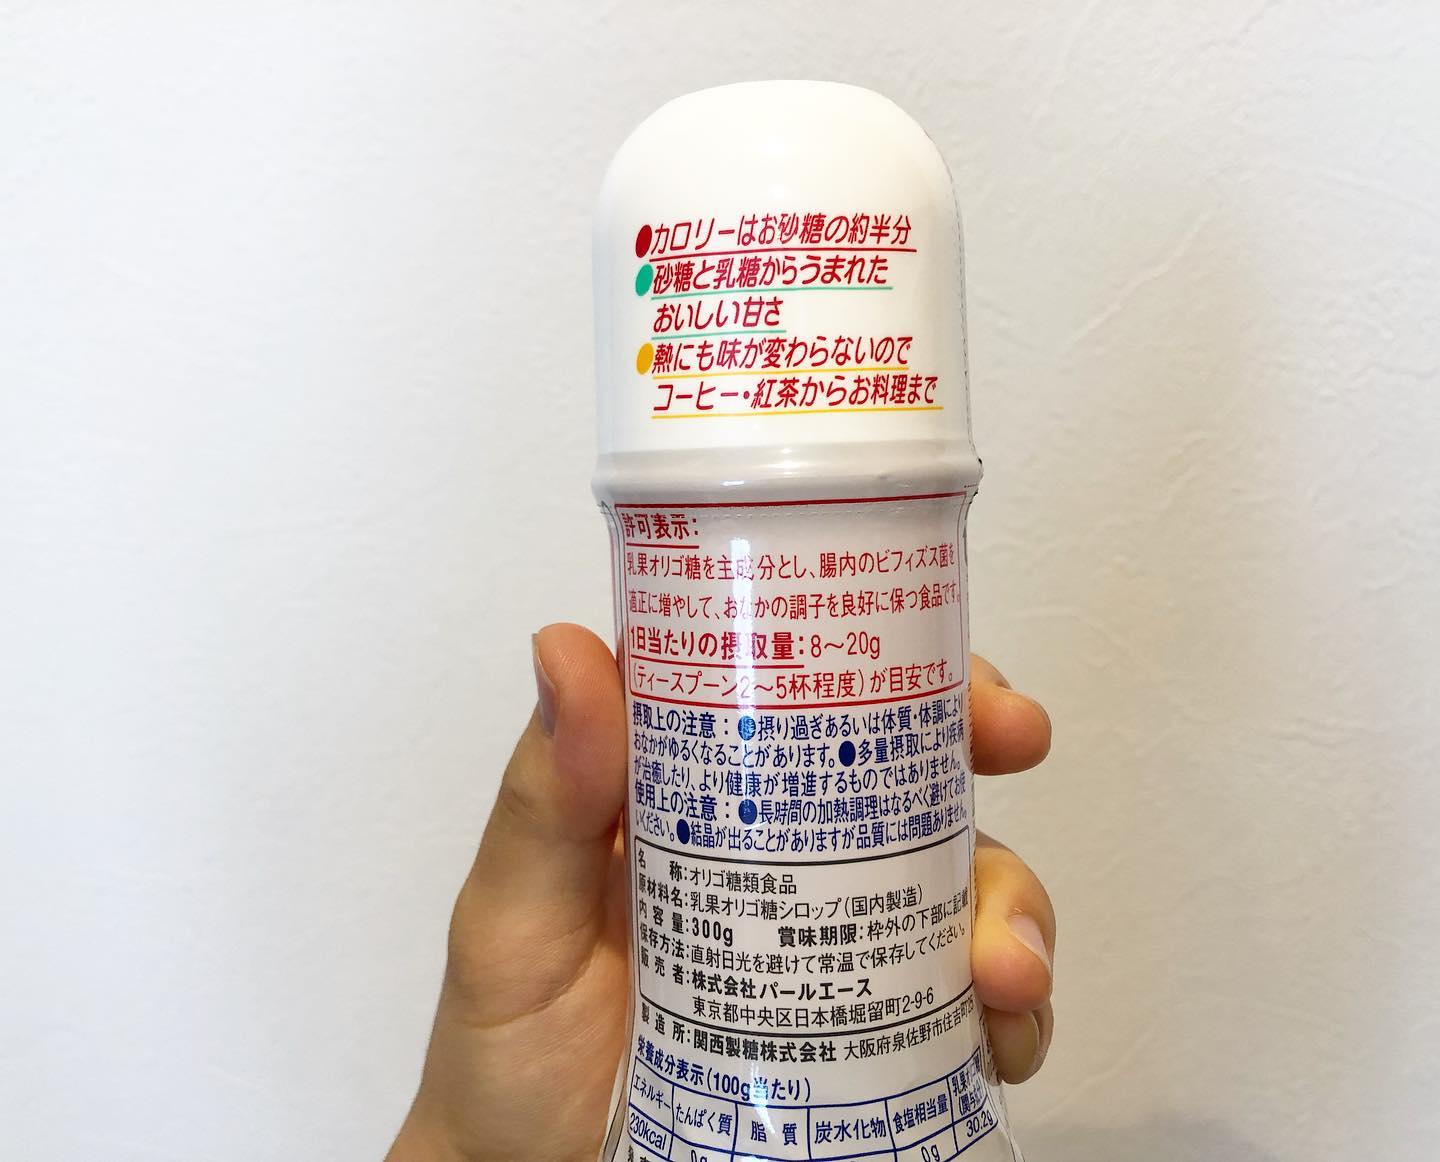 ●カロリーはお砂糖の約半分
●砂糖と乳糖からうまれた
おいしい甘さ
●熱にも味が変わらないので
コーヒー・紅茶からお料理まで
許可表示:
乳果オリゴ糖を主成分とし、腸内のビフィズス菌を
適正に増やして、おなかの調子を良好に保つ食品です。
1日当たりの摂取量:8〜20g
(ティースプーン2〜5杯程度)が目安です。
摂取上の注意:●摂り過ぎあるいは体質・体調により
おなかがゆるくなることがあります。●多量摂取により疾病
が治癒したり、より健康が増進するものではありません。
使用上の注意:●長時間の加熱調理はなるべく避けてお使
いください。●結晶が出ることがありますが品質には問題ありません。
名称:オリゴ糖類食品
原材料名:乳果オリゴ糖シロップ(国内製造)
内容量:300g 賞味期限:枠外の下部に記載
保存方法:直射日光を避けて常温で保存してください。
販売者:株式会社パールエース
東京都中央区日本橋堀留町2-9-6
製造所:関西製糖株式会社 大阪府泉佐野市住吉町25
栄養成分表示(100g当たり)
エネルギー たんぱく質 脂質 炭水化物 食塩相当量 乳果オリゴ糖
(関与成分)
230kcal 0g 0g 30.2g